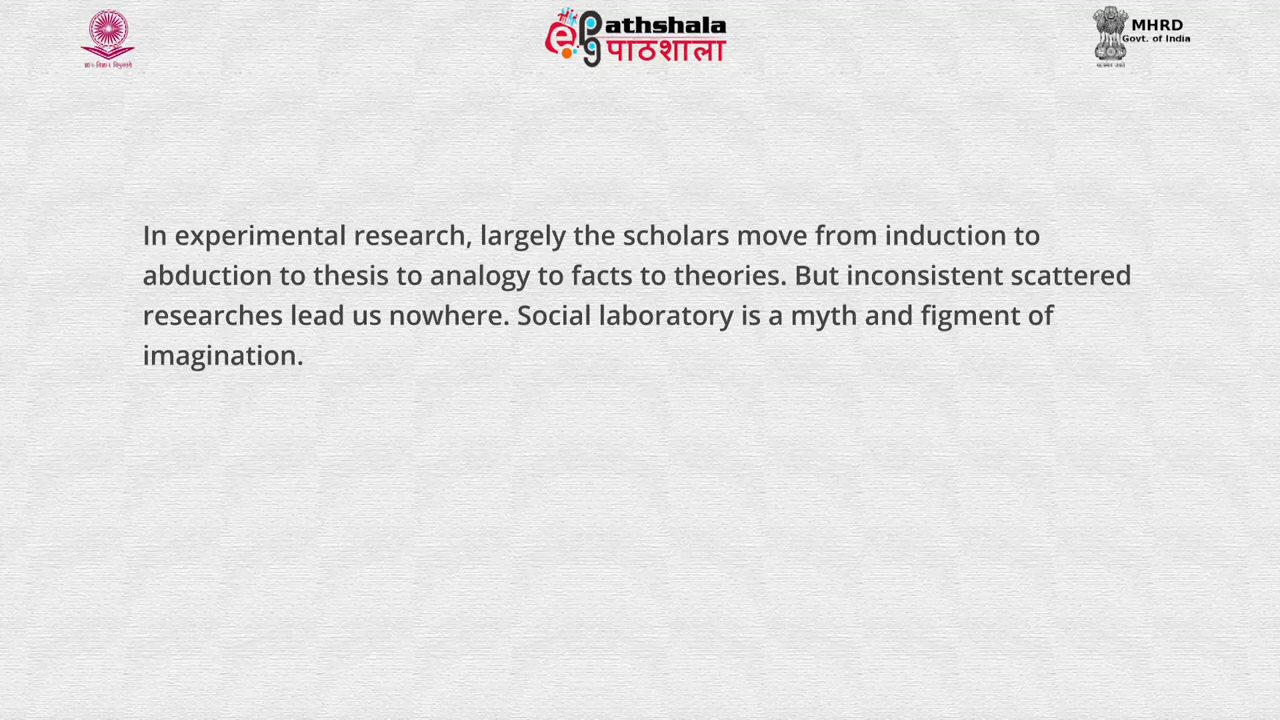 ePG Pathshala
पाठशाला
MHRD
Govt. of India
In experimental research, largely the scholars move from induction to
abduction to thesis to analogy to facts to theories. But inconsistent scattered
researches lead us nowhere. Social laboratory is a myth and figment of
imagination.